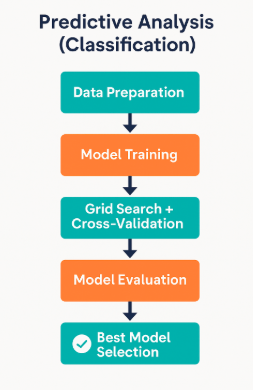 Predictive Analysis
(Classification)
Data Preparation
Model Training
Grid Search +
Cross-Validation
Model Evaluation
Best Model
Selection